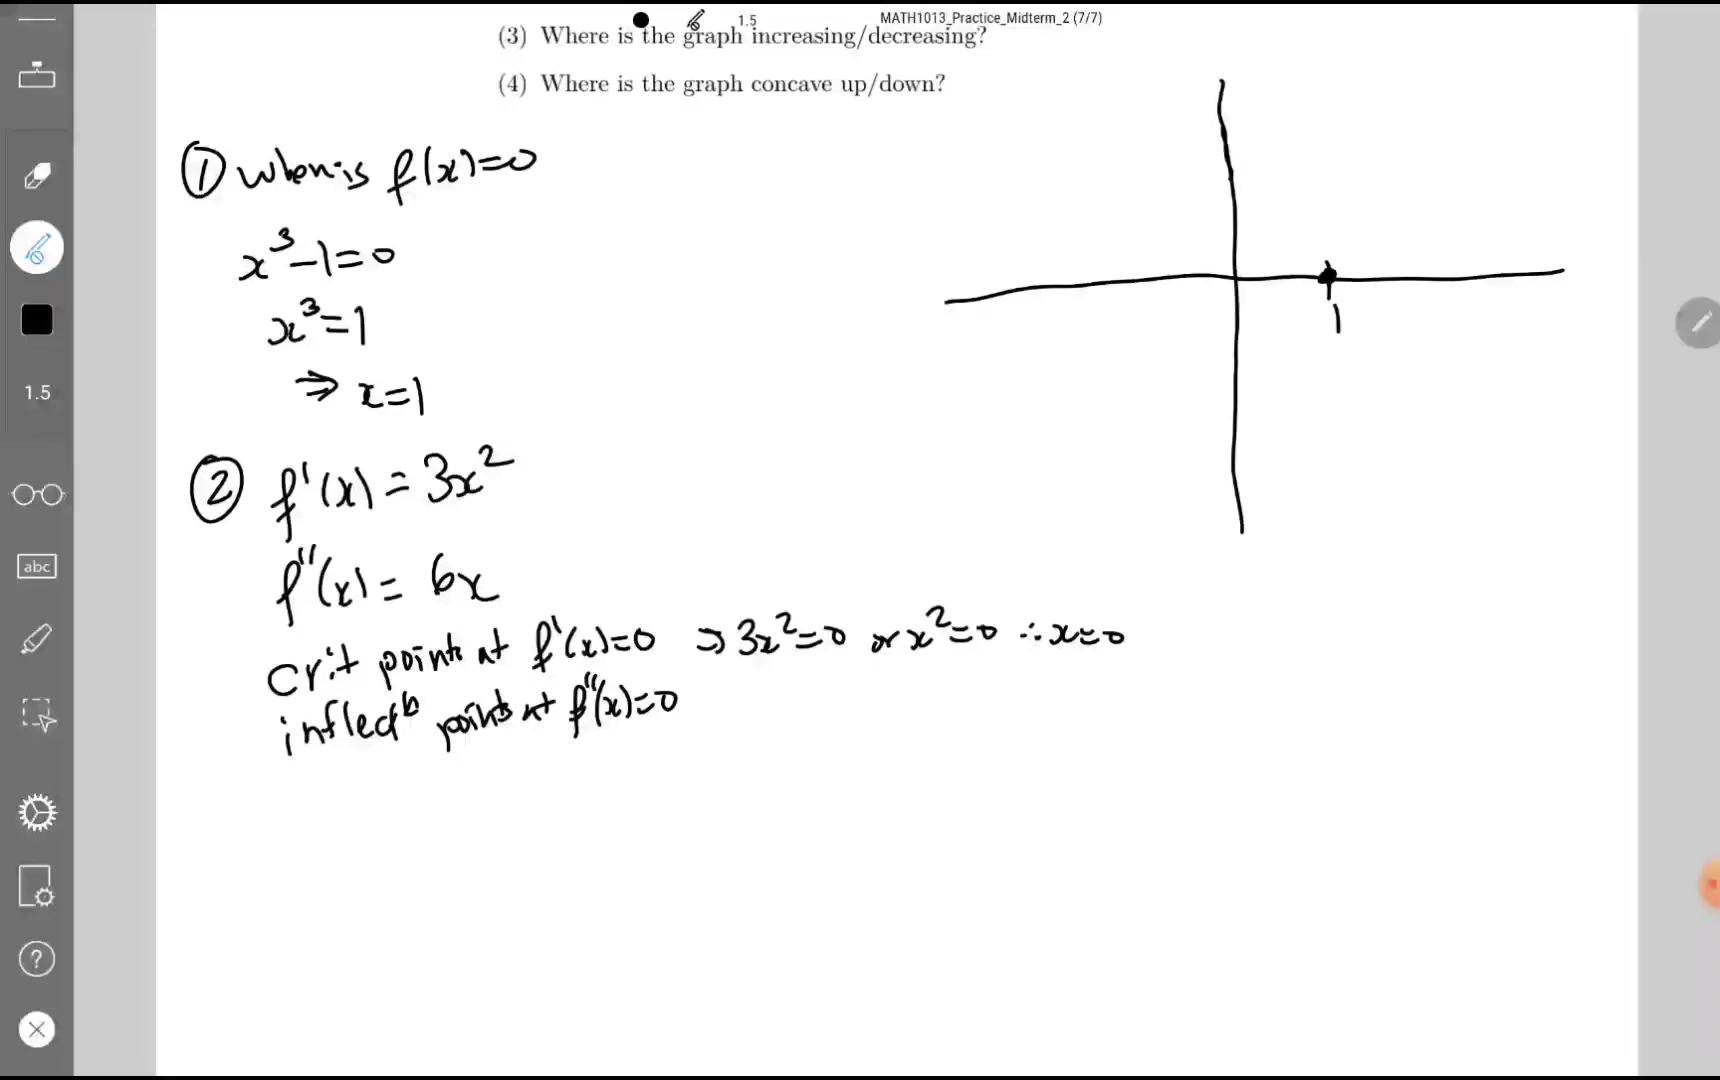 1.5
MATH1013_Practice_Midterm_2 (7/7)
(3) Where is the graph increasing/decreasing?
(4) Where is the graph concave up/down?
① when is f(x)=0
x³-1=0
x³=1
⇒ x=1
1
1.5
② f'(x) = 3x²
abc
f''(x) = 6x
crit points at f'(x)=0 ⇒ 3x²=0 or x²=0 ∴ x=0
inflectⁿ points at f''(x)=0
?